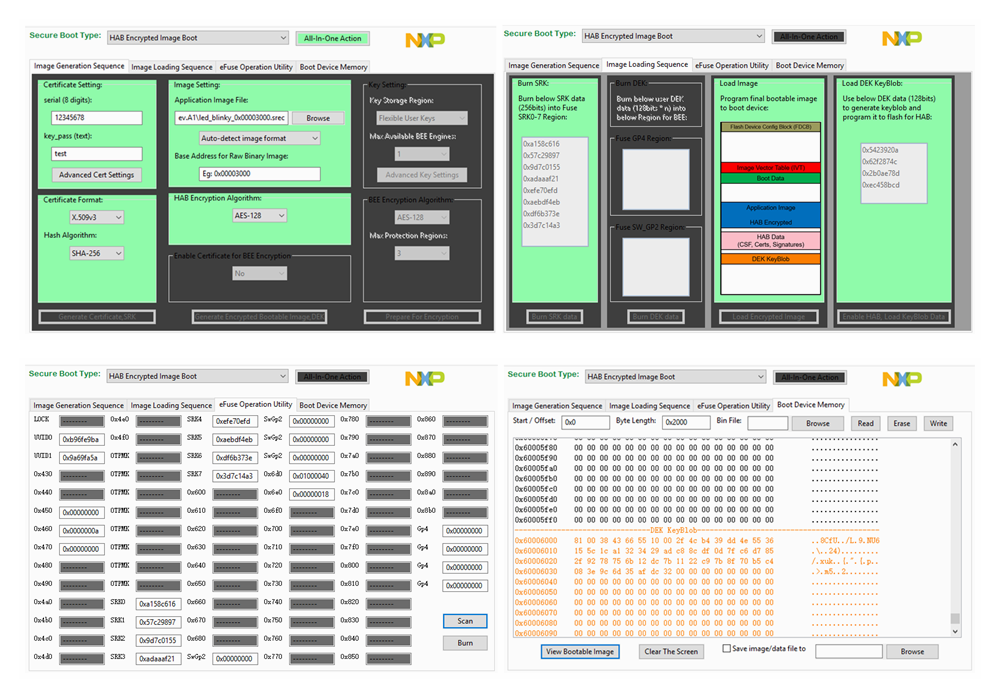 Secure Boot Type: HAB Encrypted Image Boot All-In-One Action NXP
Image Generation Sequence Image Loading Sequence eFuse Operation Utility Boot Device Memory
Certificate Setting:
serial (8 digits):
12345678
key_pass (text):
test
Advanced Cert Settings
Certificate Format:
X.509v3
Hash Algorithm:
SHA-256
Generate Certificate,SRK
Image Setting:
Application Image File:
ev.A1\led_blinky_0x00003000.srec Browse
Auto-detect image format
Base Address for Raw Binary Image:
Eg: 0x00003000
HAB Encryption Algorithm:
AES-128
Enable Certificate for BEE Encryption
No
Generate Encrypted Bootable Image,DEK
Key Setting:
Key Storage Region:
Flexible User Keys
Max Available BEE Engines:
1
Advanced Key Settings
BEE Encryption Algorithm:
AES-128
Max Protection Regions:
3
Prepare For Encryption
Secure Boot Type: HAB Encrypted Image Boot All-In-One Action NXP
Image Generation Sequence Image Loading Sequence eFuse Operation Utility Boot Device Memory
Burn SRK:
Burn below SRK data
(256bits) into Fuse
SRK0-7 Region:
0xa158c616
0x57c29897
0x9d7c0155
0xadaaaf21
0xefe70efd
0xaebdf4eb
0xdf6b373e
0x3d7c14a3
Burn SRK data
Burn DEK:
Burn below user DEK
data (128bits * n) into
below Region for BEE:
Fuse GP4 Region:
Fuse SW_GP2 Region:
Burn DEK data
Load Image
Program final bootable image
to boot device:
Flash Device Config Block (FDCB)
Image Vector Table (IVT)
Boot Data
Application Image
HAB Encrypted
HAB Data
(CSF, Certs, Signatures)
DEK KeyBlob
Load Encrypted Image
Load DEK KeyBlob:
Use below DEK data (128bits)
to generate keyblob and
program it to flash for HAB:
0x5423920a
0x62f2874c
0x2b0ae78d
0xec458bcd
Enable HAB, Load KeyBlob Data
Secure Boot Type: HAB Encrypted Image Boot All-In-One Action NXP
Image Generation Sequence Image Loading Sequence eFuse Operation Utility Boot Device Memory
LOCK -------- 0x4e0 -------- SRK4 0xefe70efd SwGp2 0x00000000 0x780 -------- 0x860 --------
UUID0 0xb96fe9ba 0x4f0 -------- SRK5 0xaebdf4eb SwGp2 0x00000000 0x790 -------- 0x870 --------
UUID1 0x9a69fa5a OTPMK -------- SRK6 0xdf6b373e SwGp2 0x00000000 0x7a0 -------- 0x880 --------
0x430 -------- OTPMK -------- SRK7 0x3d7c14a3 0x6d0 0x01000040 0x7b0 -------- 0x890 --------
0x440 -------- OTPMK -------- 0x600 -------- 0x6e0 0x00000018 0x7c0 -------- 0x8a0 --------
0x450 0x00000000 OTPMK -------- 0x610 -------- 0x6f0 -------- 0x7d0 -------- 0x8b0 --------
0x460 0x0000000a OTPMK -------- 0x620 -------- 0x700 -------- 0x7e0 -------- Gp4 0x00000000
0x470 0x00000000 OTPMK -------- 0x630 -------- 0x710 -------- 0x7f0 -------- Gp4 0x00000000
0x480 -------- OTPMK -------- 0x640 -------- 0x720 -------- 0x800 -------- Gp4 0x00000000
0x490 -------- OTPMK -------- 0x650 -------- 0x730 -------- 0x810 -------- Gp4 0x00000000
0x4a0 -------- SRK0 0xa158c616 0x660 -------- 0x740 -------- 0x820 --------
0x4b0 -------- SRK1 0x57c29897 0x670 -------- 0x750 -------- 0x830 -------- Scan
0x4c0 -------- SRK2 0x9d7c0155 0x680 -------- 0x760 -------- 0x840 -------- Burn
0x4d0 -------- SRK3 0xadaaaf21 SwGp2 0x00000000 0x770 -------- 0x850 --------
Secure Boot Type: HAB Encrypted Image Boot All-In-One Action NXP
Image Generation Sequence Image Loading Sequence eFuse Operation Utility Boot Device Memory
Start / Offset: 0x0 Byte Length: 0x2000 Bin File: Browse Read Erase Write
0x60005f80 00 00 00 00 00 00 00 00 00 00 00 00 00 00 00 00 ................
0x60005f90 00 00 00 00 00 00 00 00 00 00 00 00 00 00 00 00 ................
0x60005fa0 00 00 00 00 00 00 00 00 00 00 00 00 00 00 00 00 ................
0x60005fb0 00 00 00 00 00 00 00 00 00 00 00 00 00 00 00 00 ................
0x60005fc0 00 00 00 00 00 00 00 00 00 00 00 00 00 00 00 00 ................
0x60005fd0 00 00 00 00 00 00 00 00 00 00 00 00 00 00 00 00 ................
0x60005fe0 00 00 00 00 00 00 00 00 00 00 00 00 00 00 00 00 ................
0x60005ff0 00 00 00 00 00 00 00 00 00 00 00 00 00 00 00 00 ................
DEK KeyBlob
0x60006000 81 00 38 43 66 55 10 00 2f 4c b4 39 dd 4e 55 36 ..8CfU../L.9.NU6
0x60006010 15 5c 1c a1 32 34 29 ad c8 8c df 0d 7f c6 d7 85 .\..24).........
0x60006020 2f 92 78 75 6b 12 dc 7b 11 22 c9 7b 8f 70 b5 c4 /.xuk..{.".{.p..
0x60006030 08 3e 9c 6d 35 af dc 32 00 00 00 00 00 00 00 00 .>.m5..2........
0x60006040 00 00 00 00 00 00 00 00 00 00 00 00 00 00 00 00 ................
0x60006050 00 00 00 00 00 00 00 00 00 00 00 00 00 00 00 00 ................
0x60006060 00 00 00 00 00 00 00 00 00 00 00 00 00 00 00 00 ................
0x60006070 00 00 00 00 00 00 00 00 00 00 00 00 00 00 00 00 ................
0x60006080 00 00 00 00 00 00 00 00 00 00 00 00 00 00 00 00 ................
0x60006090 00 00 00 00 00 00 00 00 00 00 00 00 00 00 00 00 ................
View Bootable Image Clear The Screen Save image/data file to Browse